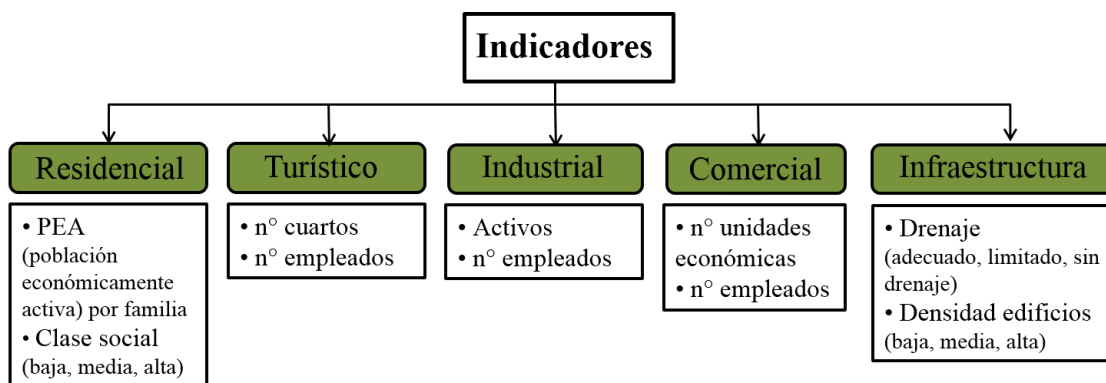 Indicadores
Residencial
• PEA
(población
económicamente
activa) por familia
• Clase social
(baja, media, alta)
Turístico
• n° cuartos
• n° empleados
Industrial
• Activos
• n° empleados
Comercial
• n° unidades
económicas
• n° empleados
Infraestructura
• Drenaje
(adecuado, limitado, sin
drenaje)
• Densidad edificios
(baja, media, alta)